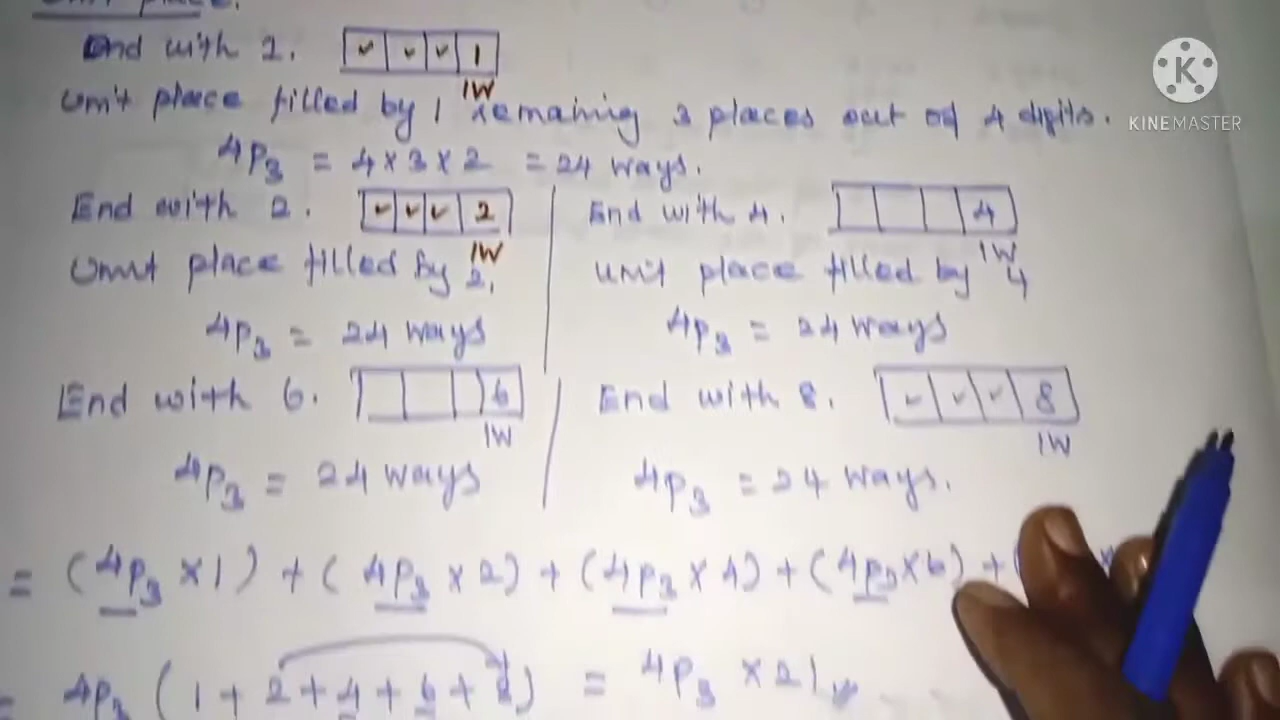 Unit place.
End with 1. ✓ ✓ ✓ 1
1W
Unit place filled by 1 remaining 3 places out of 4 digits.
4P3 = 4 × 3 × 2 = 24 ways.
End with 2. ✓ ✓ ✓ 2
1W
Unit place filled by 2,
4P3 = 24 ways
End with 4. 4
1W
Unit place filled by 4
4P3 = 24 ways
End with 6. 6
1W
4P3 = 24 ways
End with 8. ✓ ✓ ✓ 8
1W
4P3 = 24 ways.
= (4P3 × 1) + (4P3 × 2) + (4P3 × 4) + (4P3 × 6) + (
= 4P3 (1 + 2 + 4 + 6 + 8) = 4P3 × 21
K
KINEMASTER